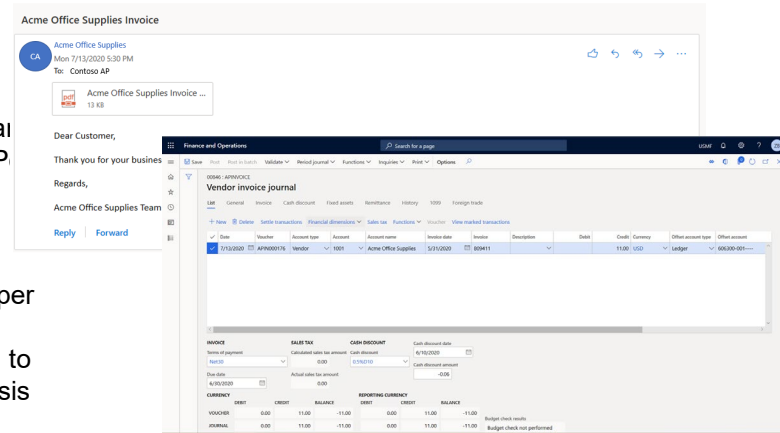 Acme Office Supplies Invoice
CA
Acme Office Supplies
Mon 7/13/2020 5:30 PM
To: Contoso AP
pdf
Acme Office Supplies Invoice ...
13 KB
Dear Customer,
Regards,
Acme Office Supplies Team
Reply Forward
per
to
sis
Finance and Operations
Search for a page
USMF
?
Save Post Post in batch Validate Period journal Functions Inquiries Print Options
00846 : APINVOICE
Vendor invoice journal
List General Invoice Cash discount Fixed assets Remittance History 1099 Foreign trade
+ New Delete Settle transactions Financial dimensions Sales tax Functions Voucher View marked transactions
Date Voucher Account type Account Account name Invoice date Invoice Description Debit Credit Currency Offset account type Offset account
7/13/2020 APIN000176 Vendor 1001 Acme Office Supplies 5/31/2020 809411 11.00 USD Ledger 606300-001-----
INVOICE SALES TAX CASH DISCOUNT Cash discount date
Terms of payment Calculated sales tax amount Cash discount 6/10/2020
Net30 0.00 0.5%D10 Cash discount amount
Due date Actual sales tax amount -0.06
6/30/2020 0.00
CURRENCY REPORTING CURRENCY
DEBIT CREDIT BALANCE DEBIT CREDIT BALANCE
VOUCHER 0.00 11.00 -11.00 0.00 11.00 -11.00 Budget check results
JOURNAL 0.00 11.00 -11.00 0.00 11.00 -11.00 Budget check not performed